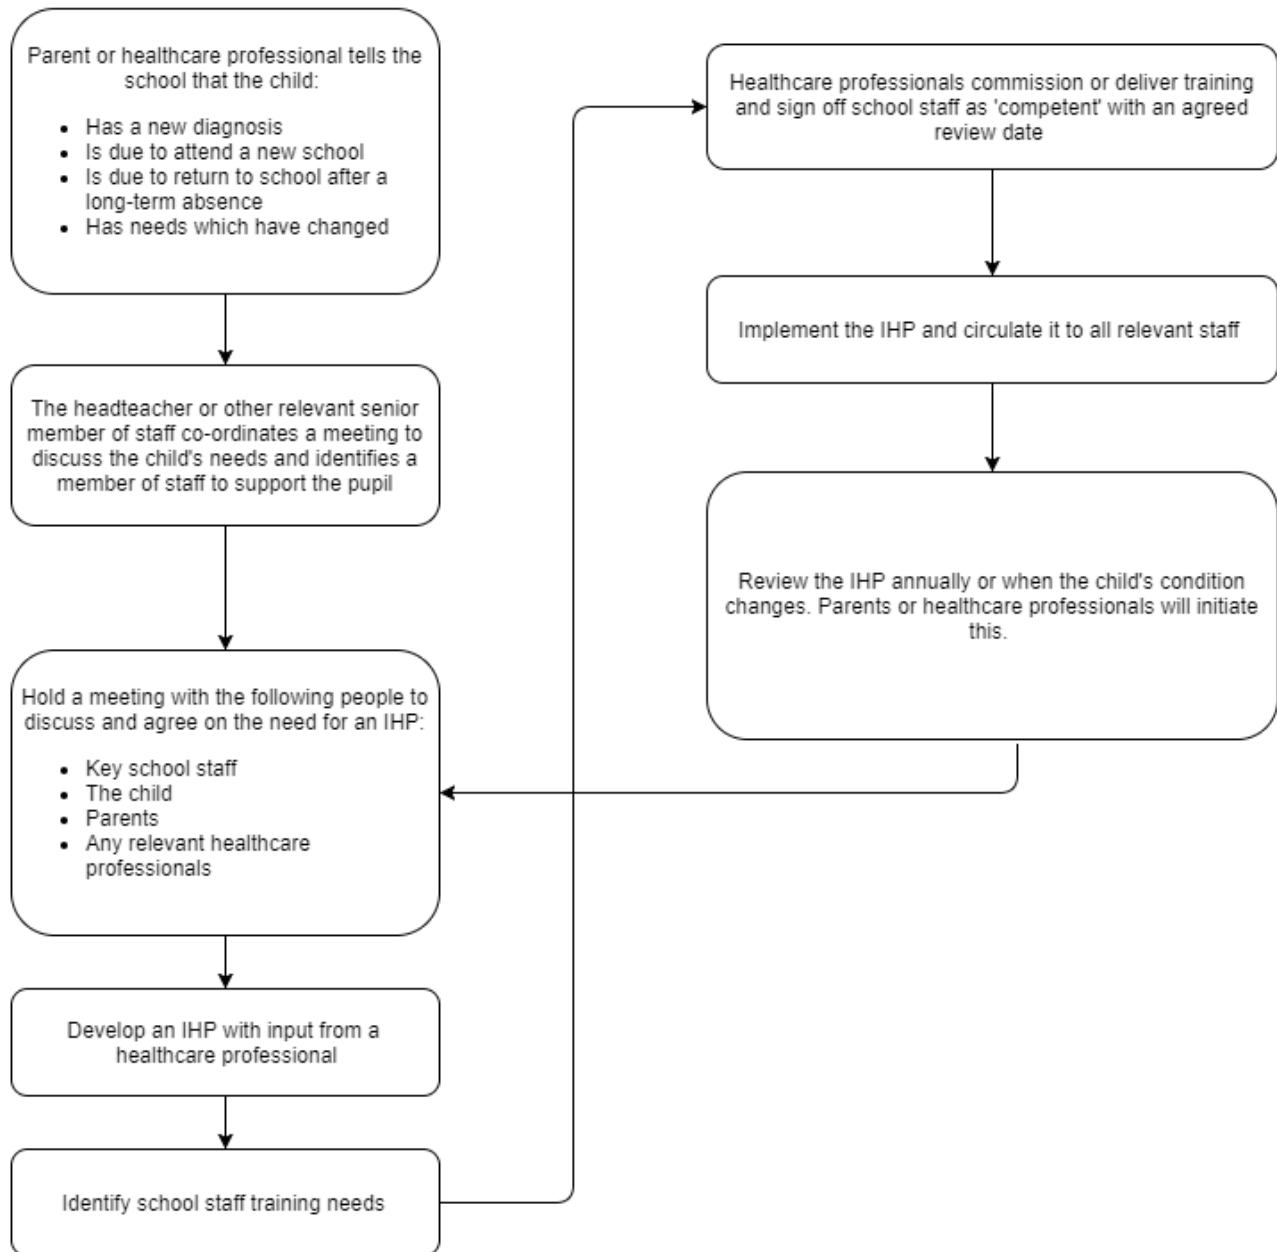 Parent or healthcare professional tells the
school that the child:
• Has a new diagnosis
• Is due to attend a new school
• Is due to return to school after a
long-term absence
• Has needs which have changed
The headteacher or other relevant senior
member of staff co-ordinates a meeting to
discuss the child's needs and identifies a
member of staff to support the pupil
Hold a meeting with the following people to
discuss and agree on the need for an IHP:
• Key school staff
• The child
• Parents
• Any relevant healthcare
professionals
Develop an IHP with input from a
healthcare professional
Identify school staff training needs
Healthcare professionals commission or deliver training
and sign off school staff as 'competent' with an agreed
review date
Implement the IHP and circulate it to all relevant staff
Review the IHP annually or when the child's condition
changes. Parents or healthcare professionals will initiate
this.